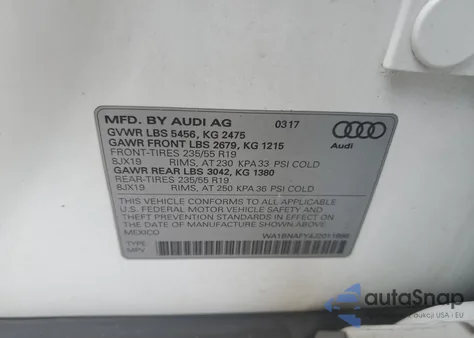 MFD. BY AUDI AG 0317
GVWR LBS 5456, KG 2475
GAWR FRONT LBS 2679, KG 1215
FRONT-TIRES 235/55 R19
8JX19 RIMS, AT 230 KPA 33 PSI COLD
GAWR REAR LBS 3042, KG 1380
REAR-TIRES 235/55 R19
8JX19 RIMS, AT 250 KPA 36 PSI COLD
Audi
THIS VEHICLE CONFORMS TO ALL APPLICABLE
U.S. FEDERAL MOTOR VEHICLE
SAFETY AND THEFT PREVENTION STANDARDS IN EFFECT ON
THE DATE OF MANUFACTURE SHOWN ABOVE
MEXICO
TYPE:
MPV
autoSnap
Auction & Projects USA i EU